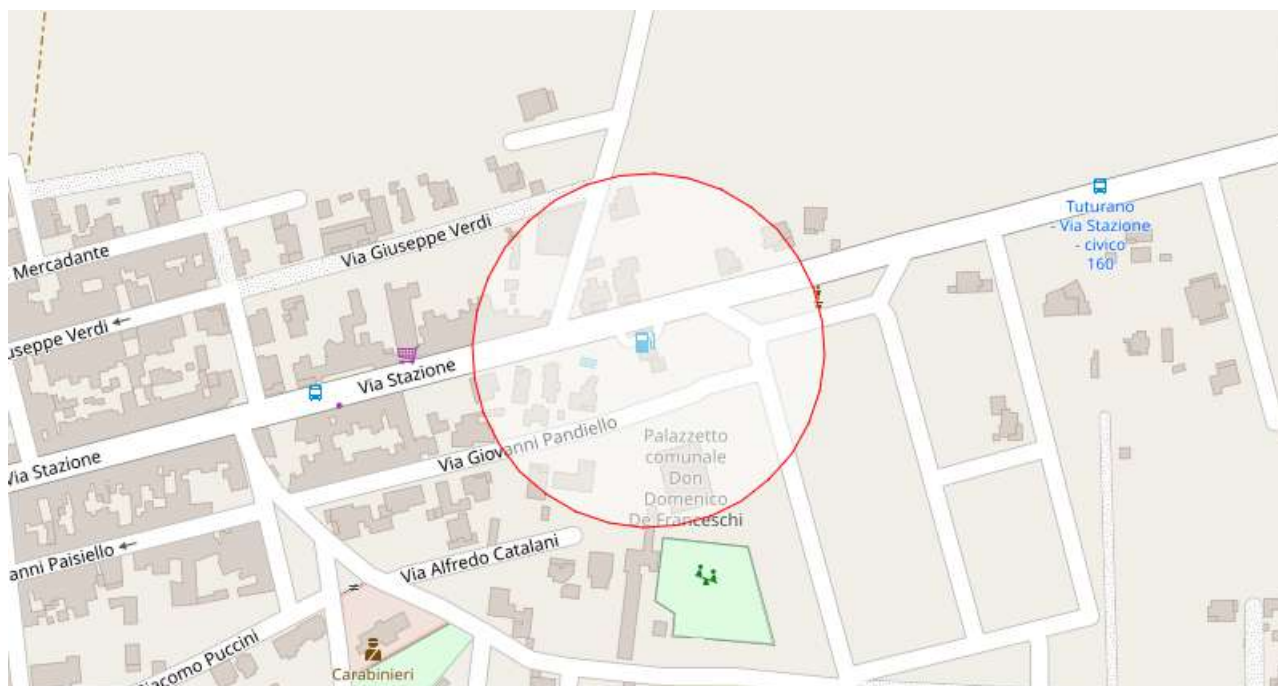 Tuturano
- Via Stazione
- civico
160
Mercadante
Via Giuseppe Verdi
useppe Verdi
Via Stazione
Via Stazione
Via Giovanni Pandiello
Palazzetto
comunale
Don
Domenico
De Franceschi
anni Paisiello
Via Alfredo Catalani
Giacomo Puccini
Carabinieri